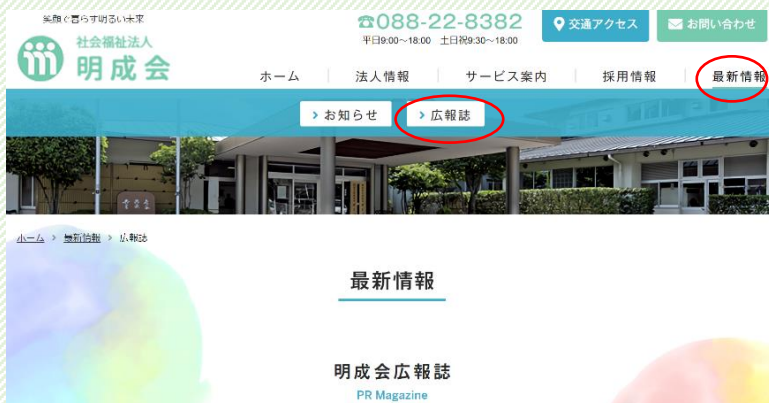 笑顔で暮らす明るい未来
社会福祉法人
明成会
☎088-22-8382
平日9:00～18:00 土日祝9:30～18:00
交通アクセス
お問い合わせ
ホーム
法人情報
サービス案内
採用情報
最新情報
> お知らせ
> 広報誌
ホーム > 最新情報 > 広報誌
最新情報
明成会広報誌
PR Magazine